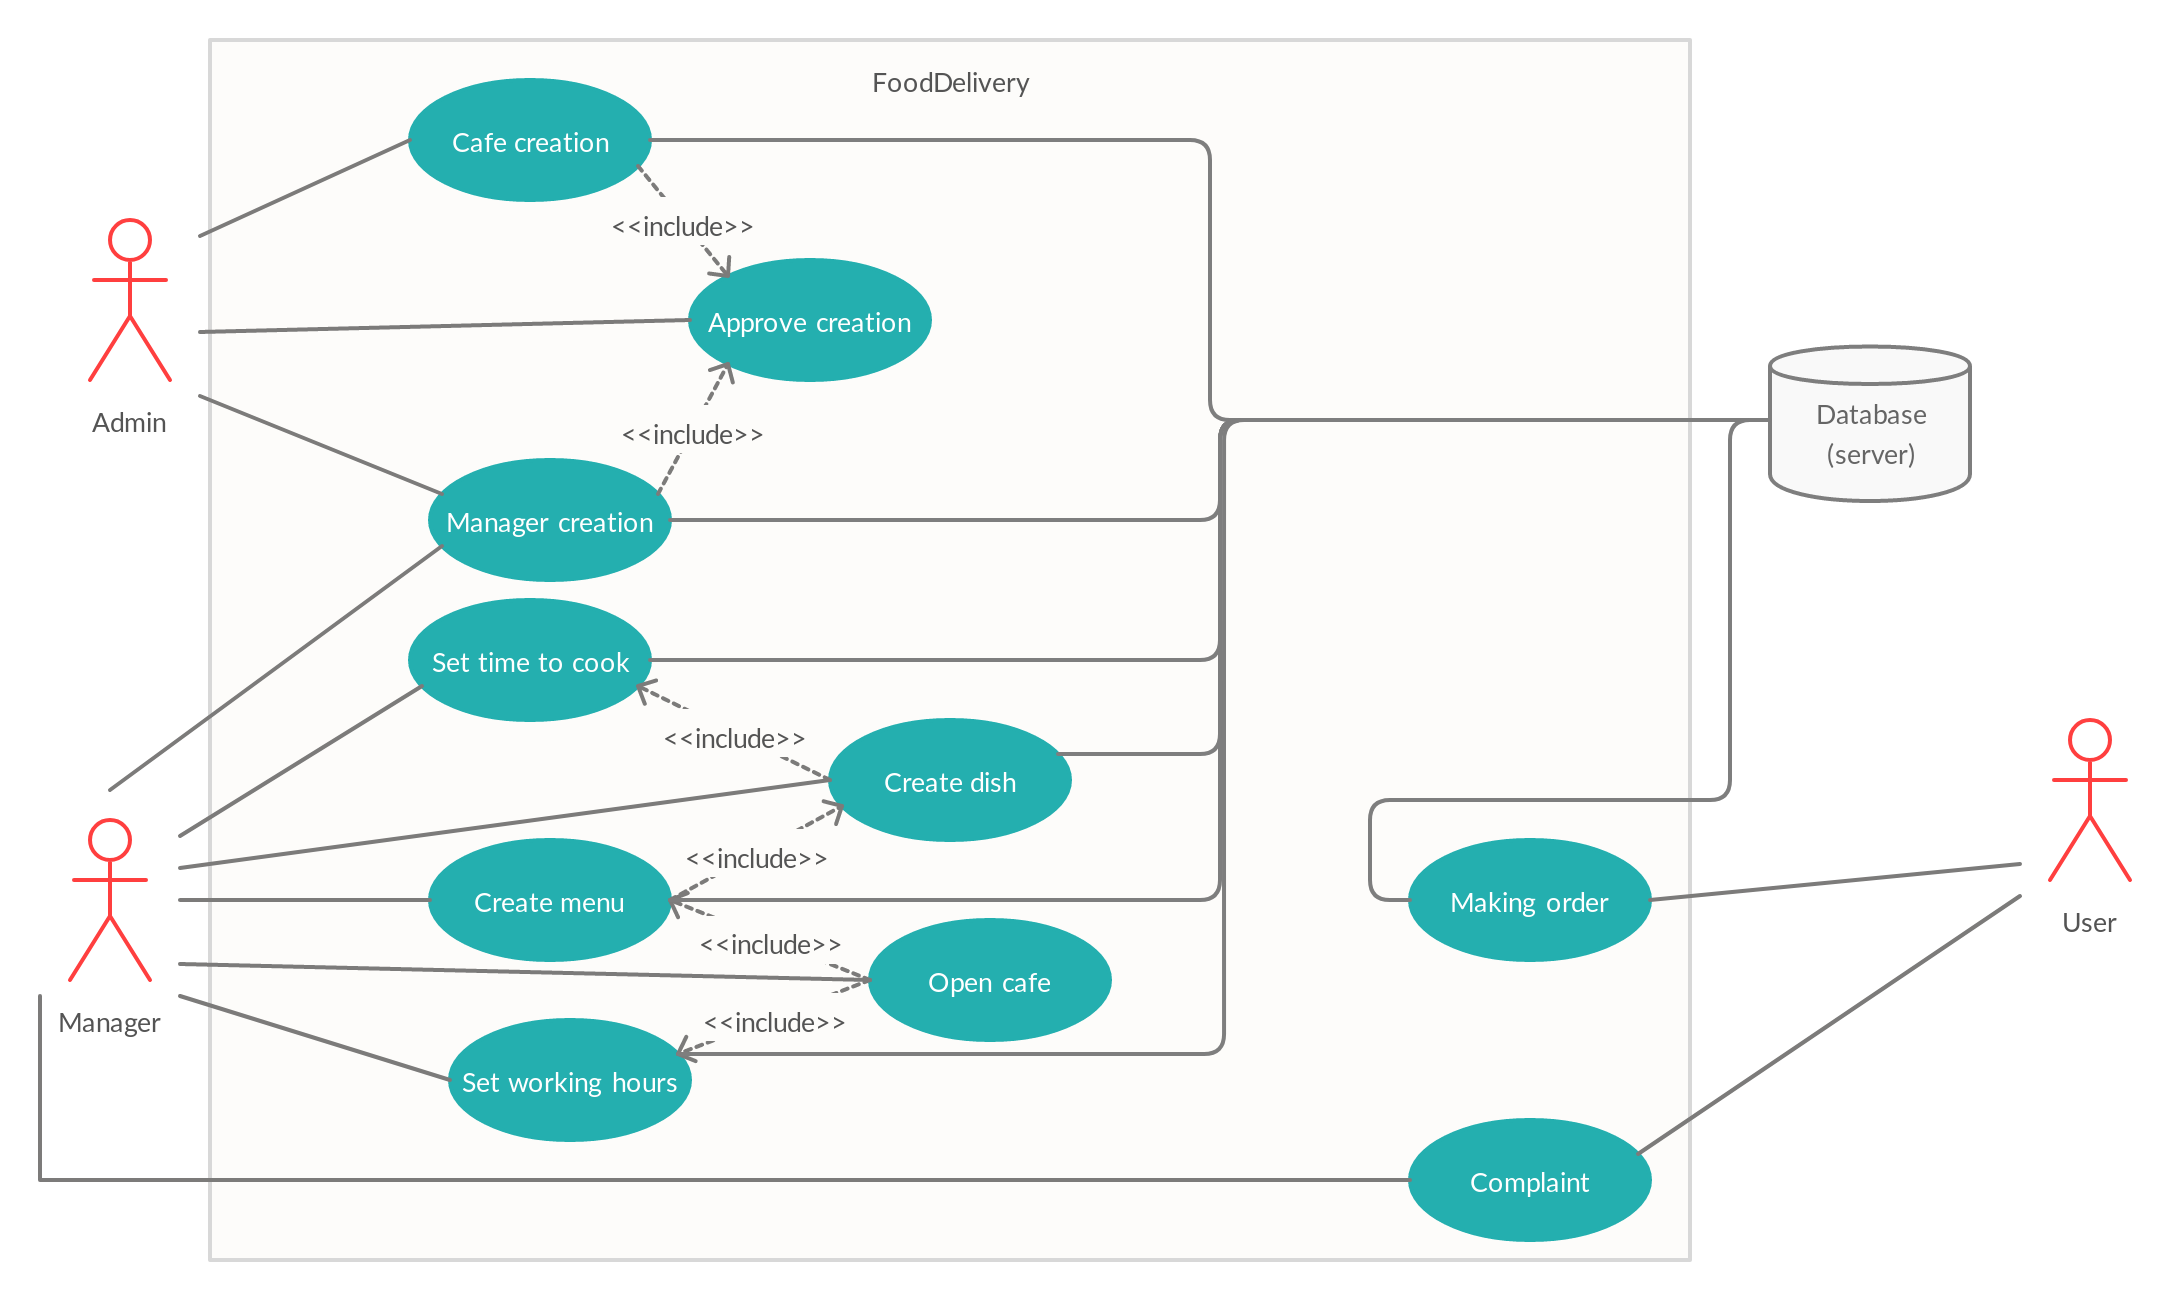 FoodDelivery
Cafe creation
<<include>>
Approve creation
Admin
Database
(server)
<<include>>
Manager creation
Set time to cook
<<include>>
Create dish
<<include>>
Create menu
Making order
User
<<include>>
Open cafe
Manager
<<include>>
Set working hours
Complaint